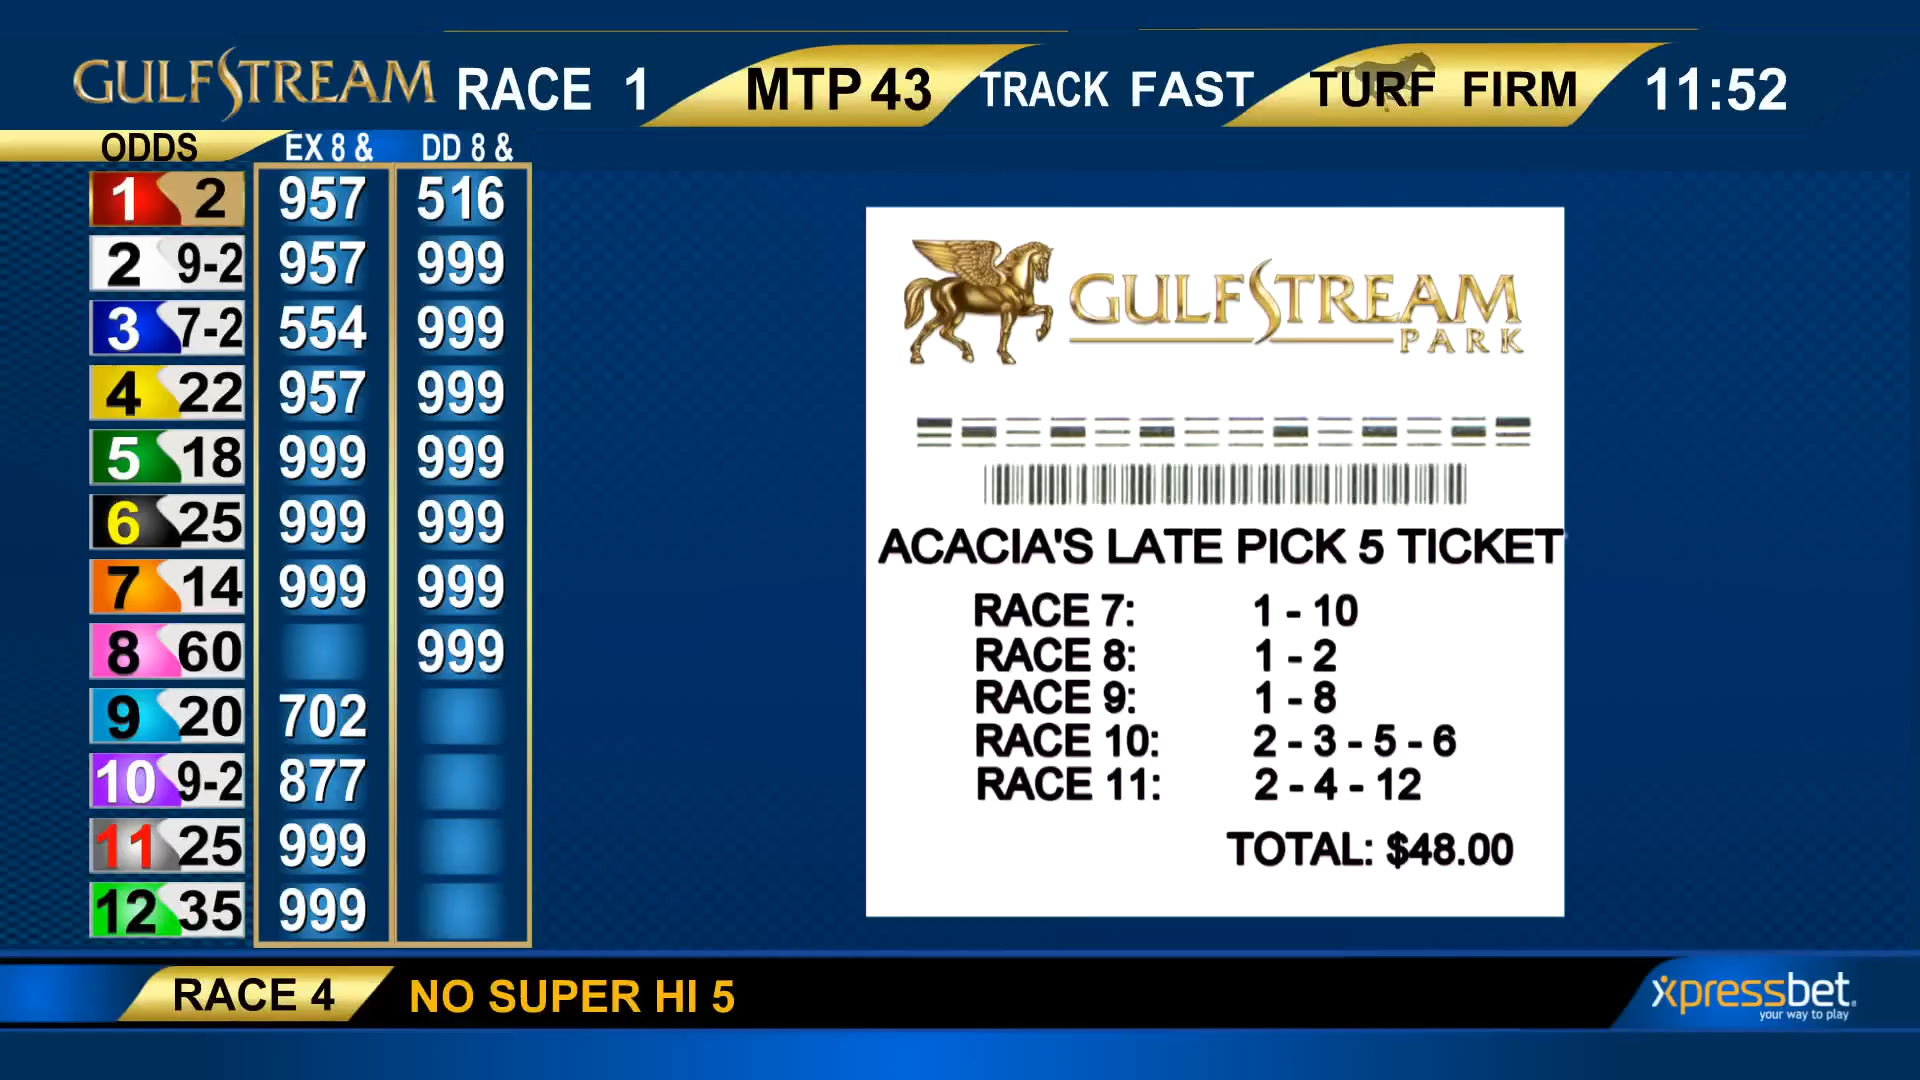 GULFSTREAM RACE 1 MTP 43 TRACK FAST TURF FIRM 11:52
ODDS EX 8 & DD 8 &
1 2 957 516
2 9-2 957 999
3 7-2 554 999
4 22 957 999
5 18 999 999
6 25 999 999
7 14 999 999
8 60 999
9 20 702
10 9-2 877
11 25 999
12 35 999
GULFSTREAM
PARK
ACACIA'S LATE PICK 5 TICKET
RACE 7: 1 - 10
RACE 8: 1 - 2
RACE 9: 1 - 8
RACE 10: 2 - 3 - 5 - 6
RACE 11: 2 - 4 - 12
TOTAL: $48.00
RACE 4 NO SUPER HI 5
xpressbet.
your way to play